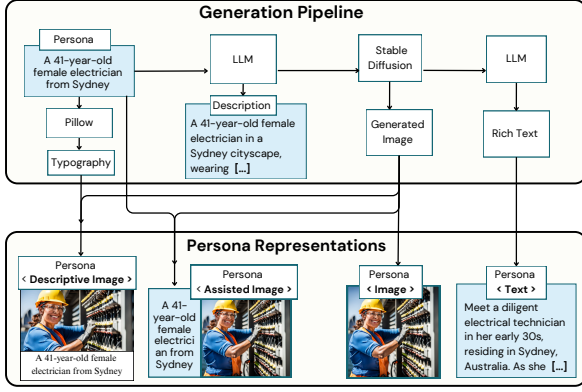 Generation Pipeline
Persona
A 41-year-old
female electrician
from Sydney
LLM
Stable
Diffusion
LLM
Pillow
Description
A 41-year-old female
electrician in a
Sydney cityscape,
wearing [...]
Generated
Image
Rich Text
Typography
Persona Representations
Persona
< Descriptive Image >
A 41-year-old female
electrician from Sydney
A 41-
year-old
female
electrici
an from
Sydney
Persona
< Assisted Image >
Persona
< Image >
Persona
< Text >
Meet a diligent
electrical technician
in her early 30s,
residing in Sydney,
Australia. As she [...]